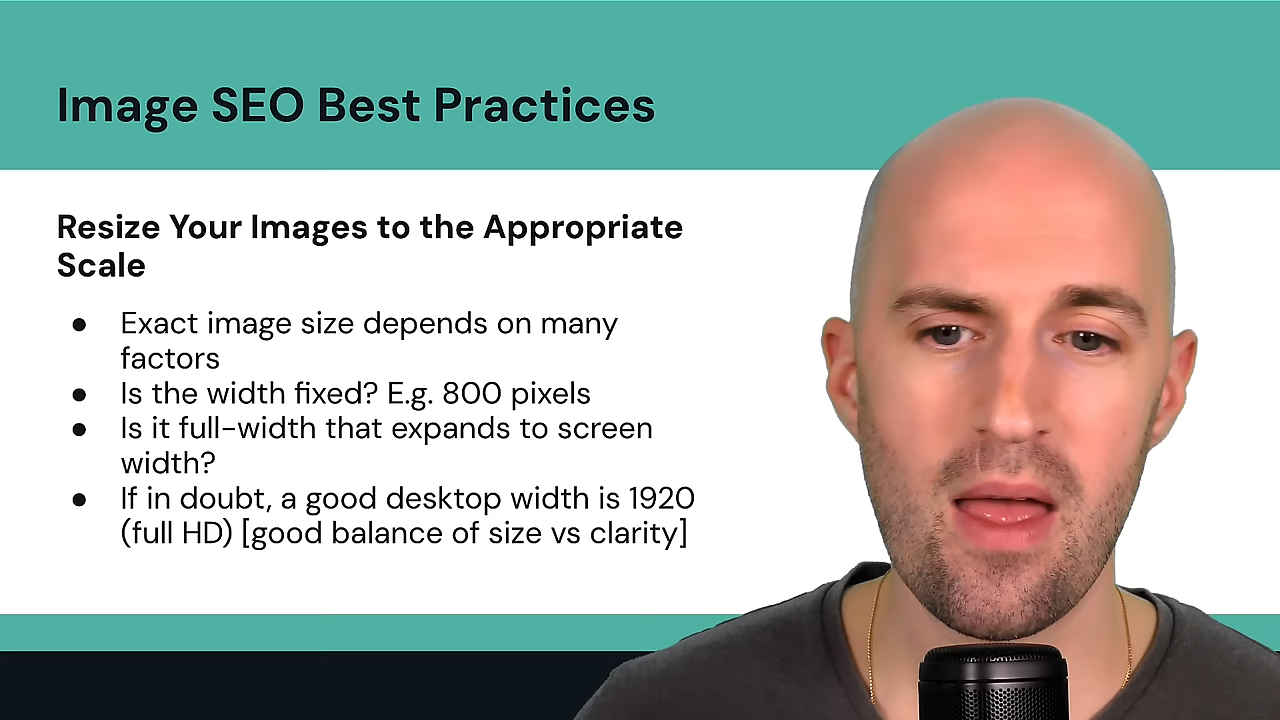 Image SEO Best Practices
Resize Your Images to the Appropriate
Scale
● Exact image size depends on many
factors
● Is the width fixed? E.g. 800 pixels
● Is it full-width that expands to screen
width?
● If in doubt, a good desktop width is 1920
(full HD) [good balance of size vs clarity]